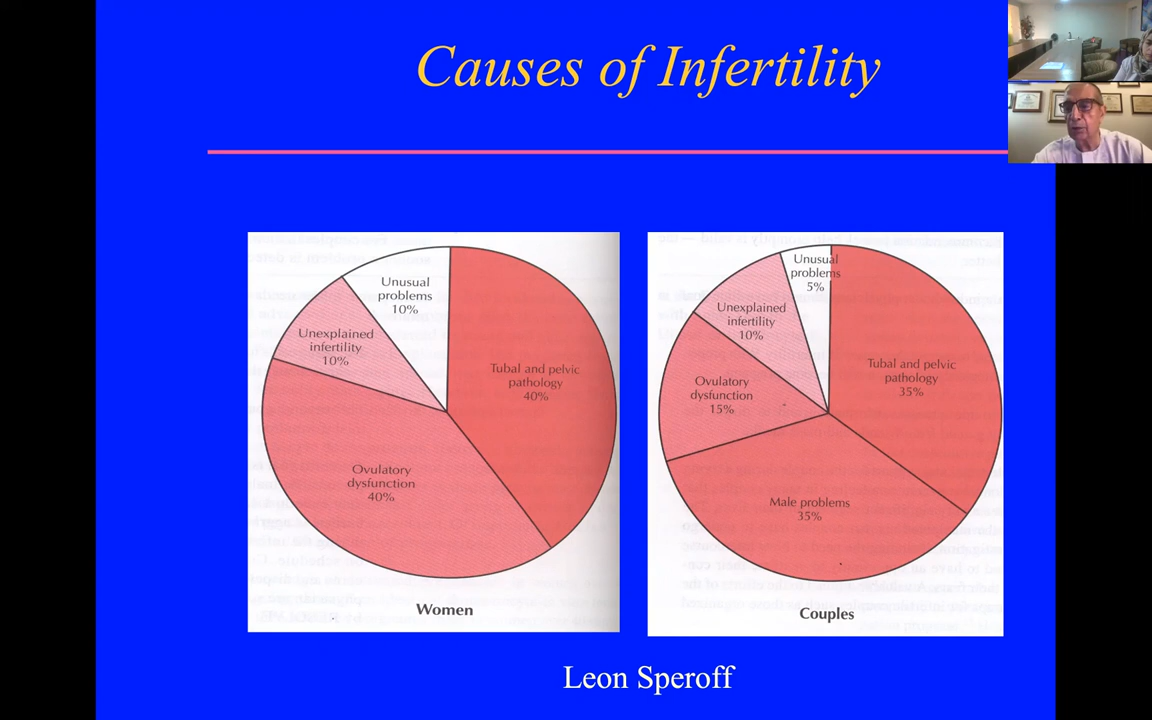 Causes of Infertility
Unusual
problems
10%
Unexplained
infertility
10%
Tubal and pelvic
pathology
40%
Ovulatory
dysfunction
40%
Women
Unusual
problems
5%
Unexplained
infertility
10%
Tubal and pelvic
pathology
35%
Ovulatory
dysfunction
15%
Male problems
35%
Couples
Leon Speroff